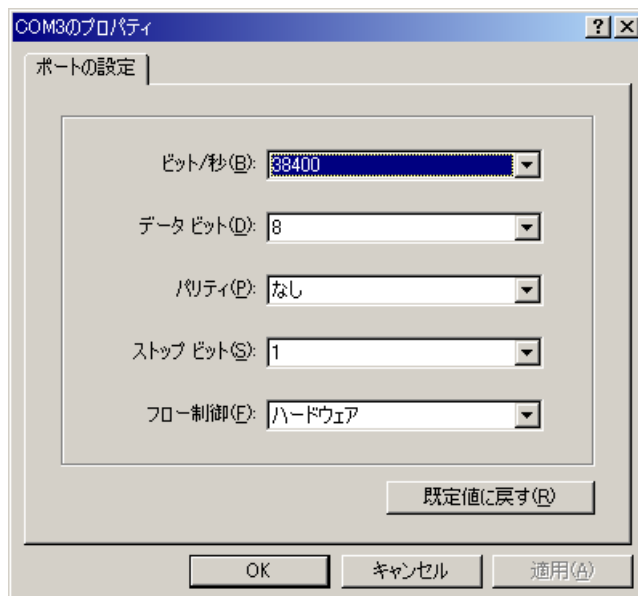 COM3のプロパティ
ポートの設定
ビット/秒(B): 38400
データ ビット(D): 8
パリティ(P): なし
ストップ ビット(S): 1
フロー制御(F): ハードウェア
既定値に戻す(R)
OK キャンセル 適用(A)